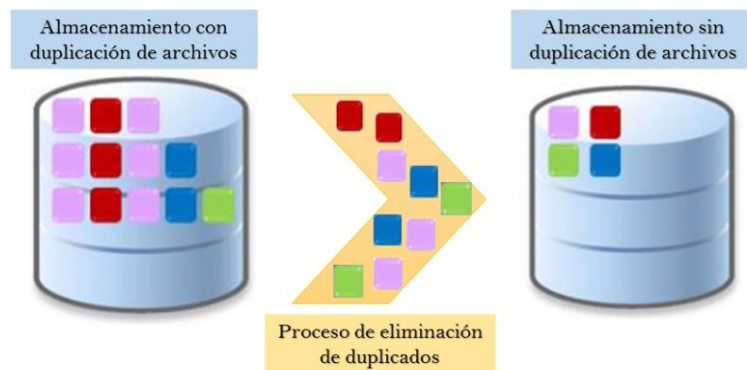 Almacenamiento con
duplicación de archivos
Almacenamiento sin
duplicación de archivos
Proceso de eliminación
de duplicados